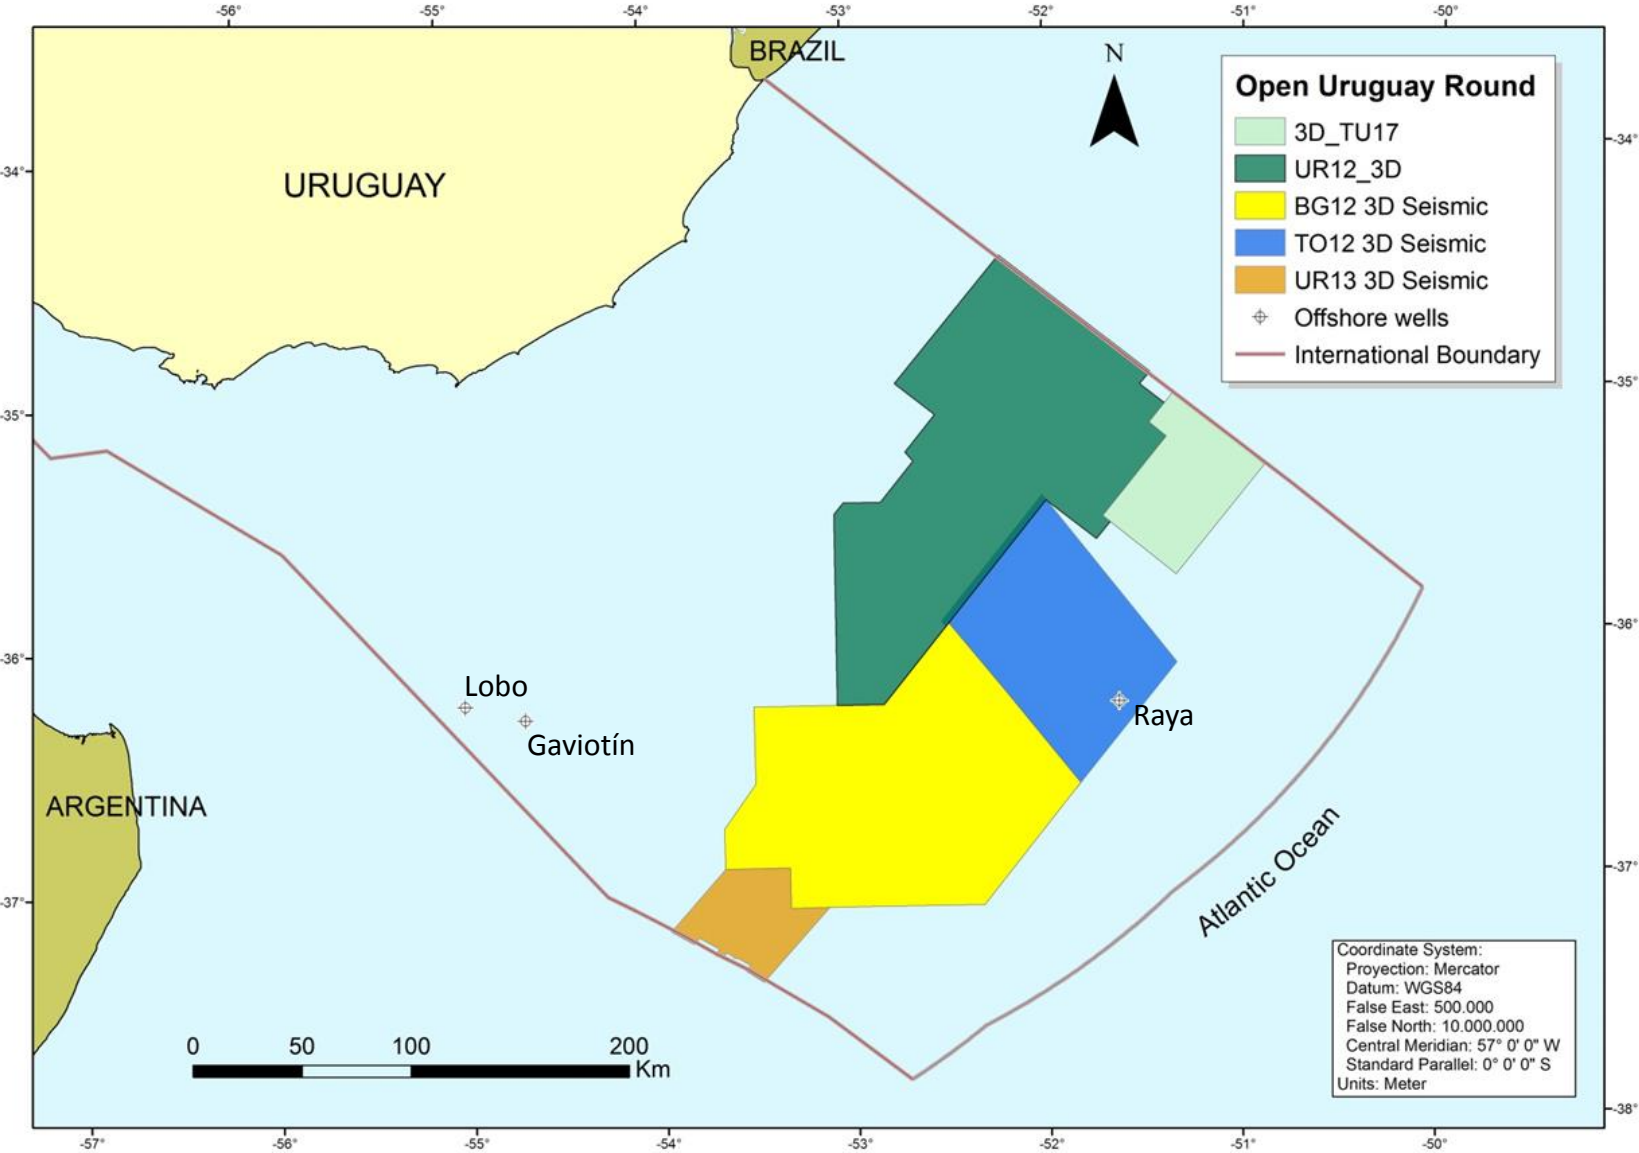 -56°
-55°
-54°
-53°
-52°
-51°
-50°
BRAZIL
N
Open Uruguay Round
3D_TU17
UR12_3D
BG12 3D Seismic
TO12 3D Seismic
UR13 3D Seismic
Offshore wells
International Boundary
-34°
-34°
URUGUAY
-35°
-35°
-36°
-36°
Lobo
Gaviotín
Raya
ARGENTINA
Atlantic Ocean
-37°
-37°
Coordinate System:
Proyection: Mercator
Datum: WGS84
False East: 500.000
False North: 10.000.000
Central Meridian: 57° 0' 0" W
Standard Parallel: 0° 0' 0" S
Units: Meter
0 50 100 200
Km
-38°
-57°
-56°
-55°
-54°
-53°
-52°
-51°
-50°